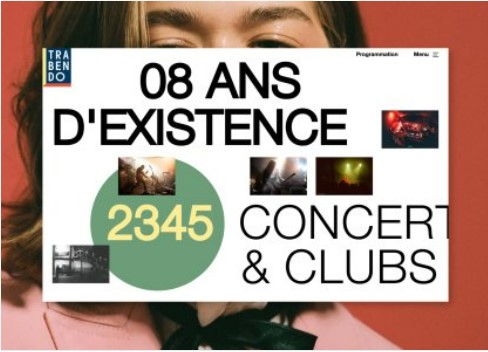 TRA
BEN
DO
Programmation Menu
08 ANS
D'EXISTENCE
2345 CONCERT
& CLUBS